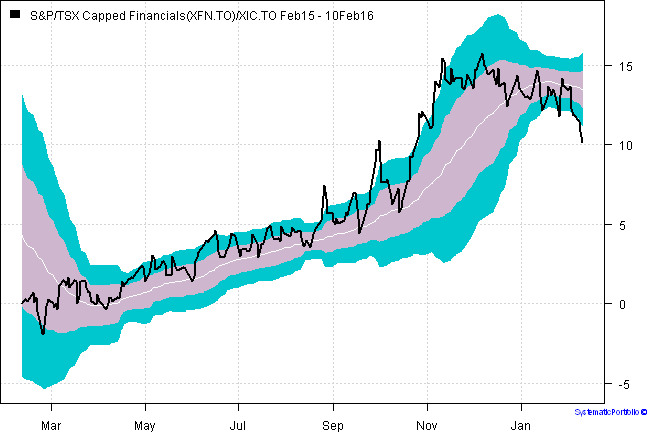 S&P/TSX Capped Financials(XFN.TO)/XIC.TO Feb15 - 10Feb16
15
10
5
0
-5
Mar May Jul Sep Nov Jan
SystematicPortfolio ©